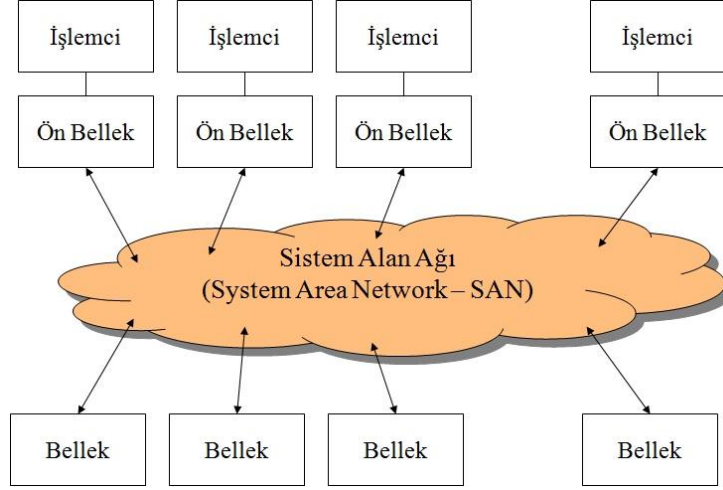 İşlemci
İşlemci
İşlemci
İşlemci
Ön Bellek
Ön Bellek
Ön Bellek
Ön Bellek
Sistem Alan Ağı
(System Area Network – SAN)
Bellek
Bellek
Bellek
Bellek